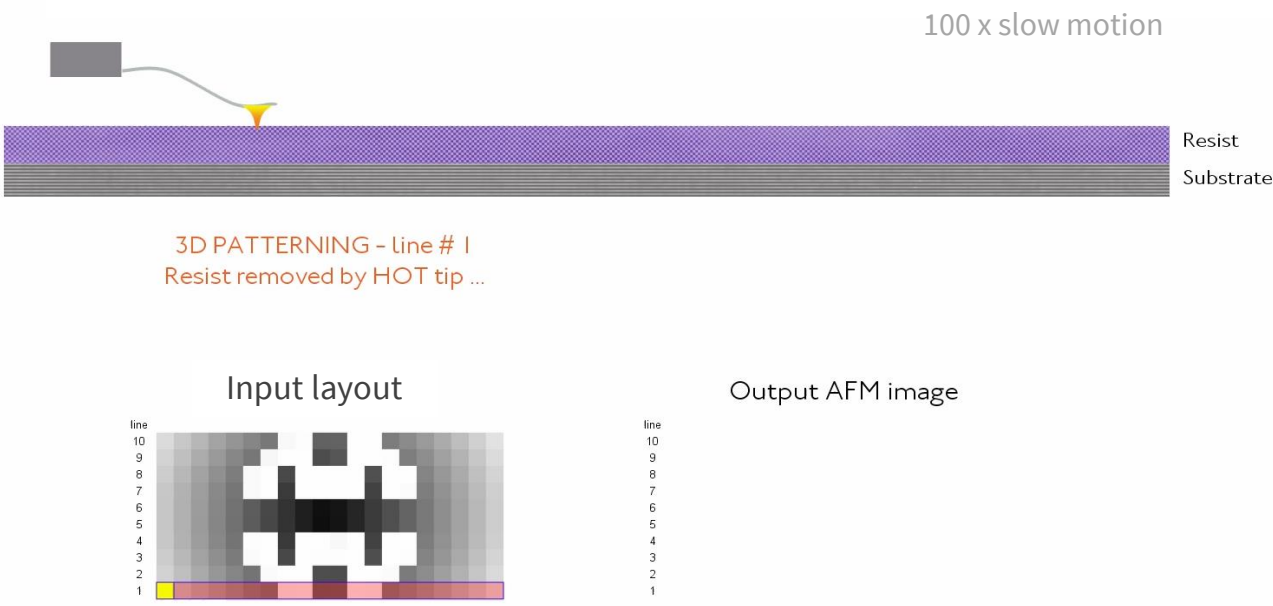 100 x slow motion
Resist
Substrate
3D PATTERNING - line # 1
Resist removed by HOT tip ...
Input layout
Output AFM image
line
10
9
8
7
6
5
4
3
2
1
line
10
9
8
7
6
5
4
3
2
1